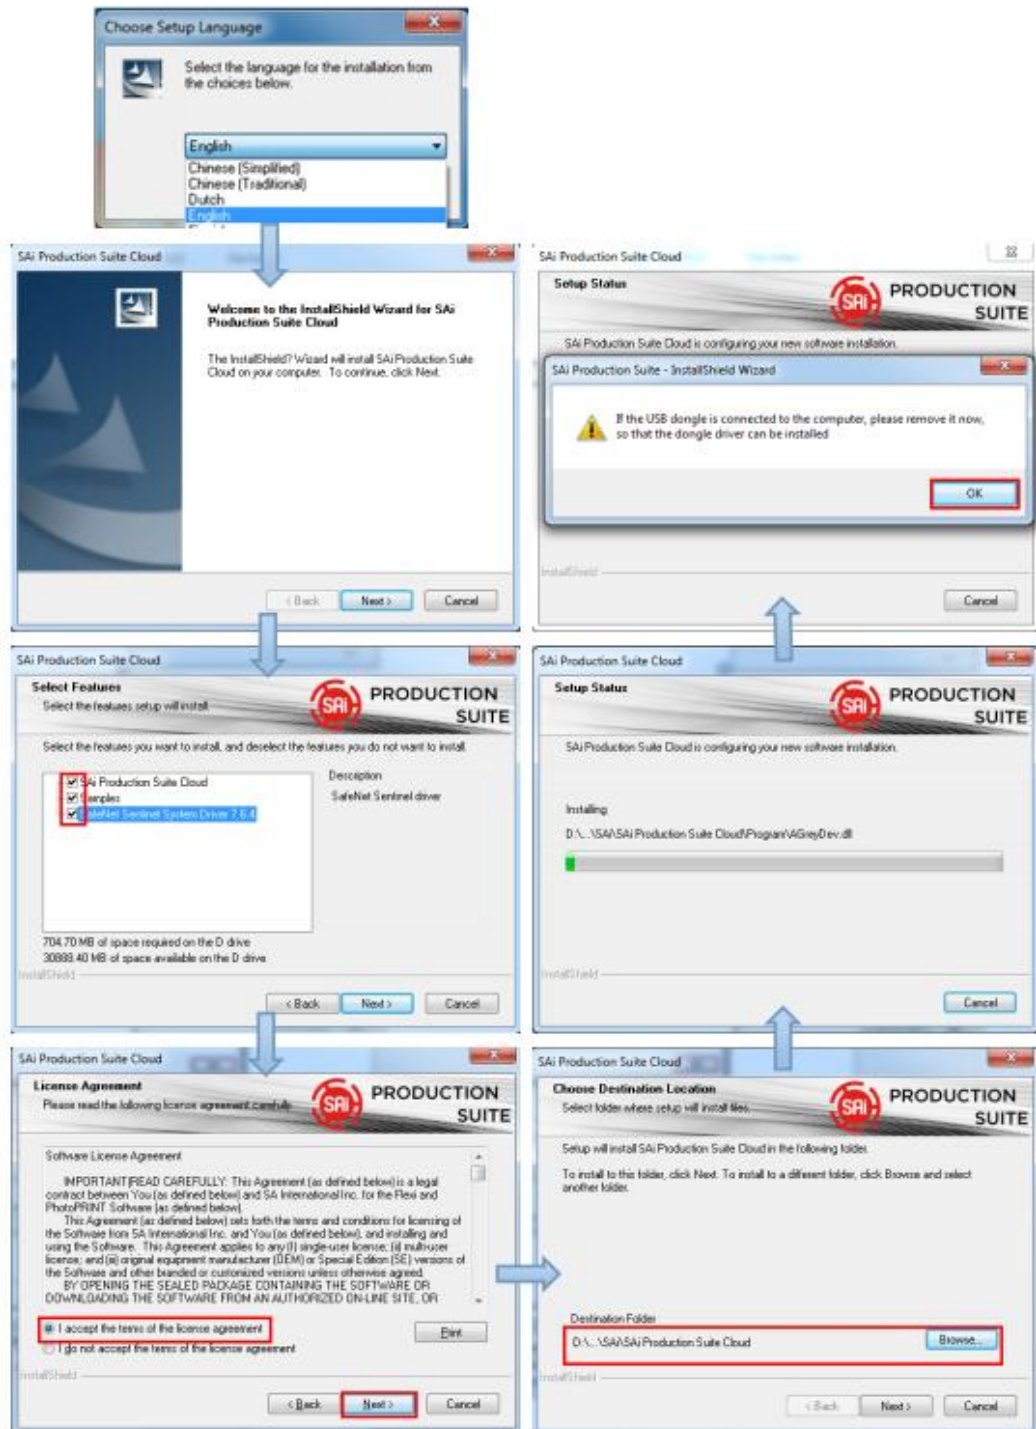 Choose Setup Language
Select the language for the installation from
the choices below.
English
Chinese (Simplified)
Chinese (Traditional)
Dutch
English
SAi Production Suite Cloud
Welcome to the InstallShield Wizard for SAi
Production Suite Cloud
The InstallShield? Wizard will install SAi Production Suite
Cloud on your computer. To continue, click Next.
< Back Next > Cancel
SAi Production Suite Cloud
Select Features
Select the features setup will install.
SAi PRODUCTION
SUITE
Select the features you want to install, and deselect the features you do not want to install.
SAi Production Suite Cloud
Samples
SafeNet Sentinel System Driver 7.6.4
Description
SafeNet Sentinel driver
704.70 MB of space required on the D drive
30888.40 MB of space available on the D drive
InstallShield
< Back Next > Cancel
SAi Production Suite Cloud
License Agreement
Please read the following license agreement carefully.
SAi PRODUCTION
SUITE
Software License Agreement
IMPORTANT|READ CAREFULLY: This Agreement (as defined below) is a legal
contract between You (as defined below) and SA International Inc. for the Flexi and
PhotoPRINT Software (as defined below).
This Agreement (as defined below) sets forth the terms and conditions for licensing of
the Software from SA International Inc. and You (as defined below), and installing and
using the Software. This Agreement applies to any (i) single-user license; (ii) multi-user
license; and (iii) original equipment manufacturer (OEM) or Special Edition (SE) versions of
the Software and other branded or customized versions unless otherwise agreed.
BY OPENING THE SEALED PACKAGE CONTAINING THE SOFTWARE OR
DOWNLOADING THE SOFTWARE FROM AN AUTHORIZED ON-LINE SITE, OR
I accept the terms of the license agreement
Print
I do not accept the terms of the license agreement
InstallShield
< Back Next > Cancel
SAi Production Suite Cloud
Choose Destination Location
Select folder where setup will install files.
SAi PRODUCTION
SUITE
Setup will install SAi Production Suite Cloud in the following folder.
To install to this folder, click Next. To install to a different folder, click Browse and select
another folder.
Destination Folder
D:\...\SAi\SAi Production Suite Cloud
Browse...
InstallShield
< Back Next > Cancel
SAi Production Suite Cloud
Setup Status
SAi PRODUCTION
SUITE
SAi Production Suite Cloud is configuring your new software installation.
Installing
D:\...\SAi\SAi Production Suite Cloud\Program\AGreyDev.dll
InstallShield
Cancel
SAi Production Suite Cloud
Setup Status
SAi PRODUCTION
SUITE
SAi Production Suite Cloud is configuring your new software installation.
SAi Production Suite - InstallShield Wizard
If the USB dongle is connected to the computer, please remove it now,
so that the dongle driver can be installed
OK
InstallShield
Cancel